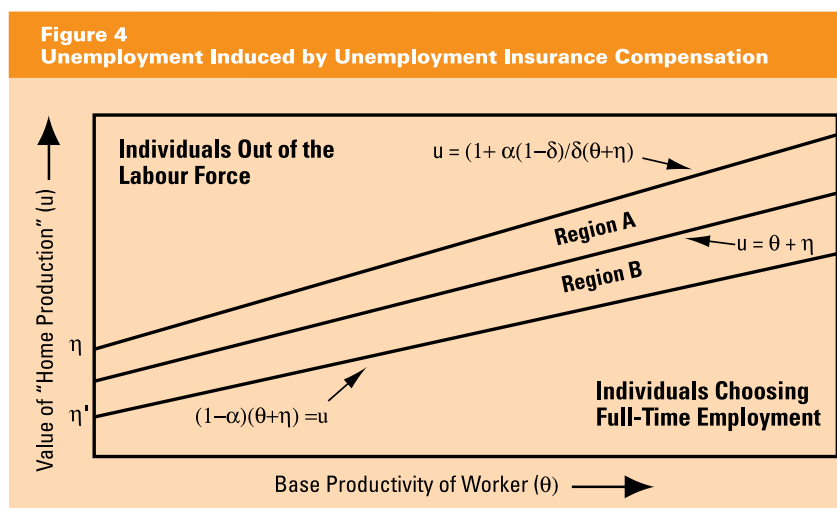 Figure 4
Unemployment Induced by Unemployment Insurance Compensation
Individuals Out of the
Labour Force
u = (1+ α(1−δ)/δ(θ+η)
Region A
u = θ + η
Region B
η
η'
(1−α)(θ+η) =u
Individuals Choosing
Full-Time Employment
Value of "Home Production" (u)
Base Productivity of Worker (θ)